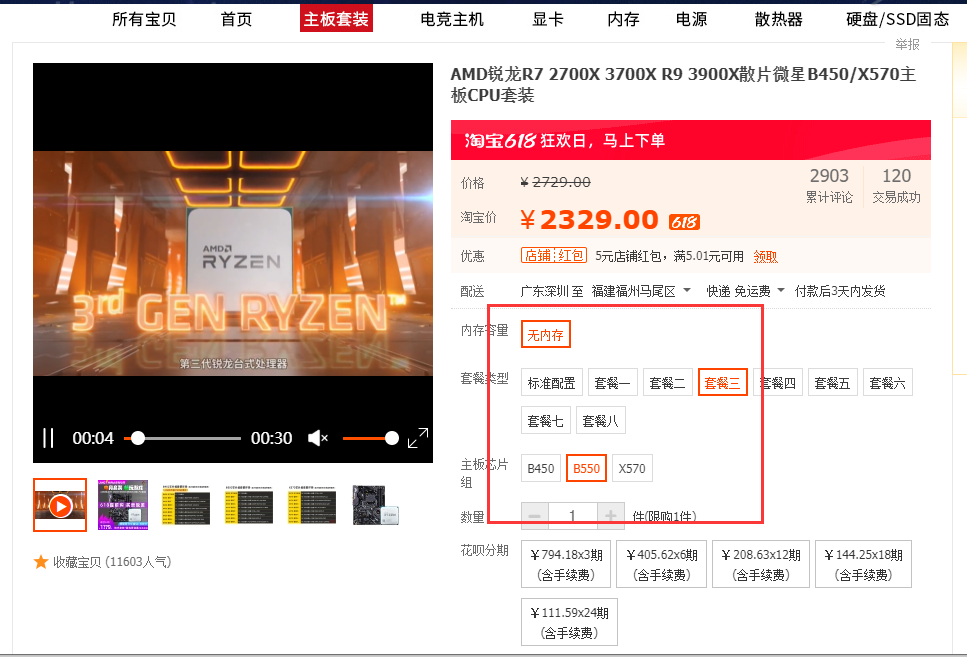 所有宝贝 首页 主板套装 电竞主机 显卡 内存 电源 散热器 硬盘/SSD固态
举报
AMD锐龙R7 2700X 3700X R9 3900X散片微星B450/X570主
板CPU套装
淘宝618 狂欢日，马上下单
价格 ¥ 2729.00
2903 累计评论
120 交易成功
淘宝价 ¥ 2329.00 618
优惠 店铺红包 5元店铺红包，满5.01元可用 领取
配送 广东深圳 至 福建福州马尾区 快递 免运费 付款后3天内发货
内存容量 无内存
套餐类型 标准配置 套餐一 套餐二 套餐三 套餐四 套餐五 套餐六
套餐七 套餐八
主板芯片组 B450 B550 X570
数量 − 1 + 件(限购1件)
花呗分期 ¥794.18x3期 (含手续费) ¥405.62x6期 (含手续费) ¥208.63x12期 (含手续费) ¥144.25x18期 (含手续费)
¥111.59x24期 (含手续费)
AMD
RYZEN
3rd GEN RYZEN™
第三代锐龙台式处理器
00:04 00:30
收藏宝贝 (11603人气)